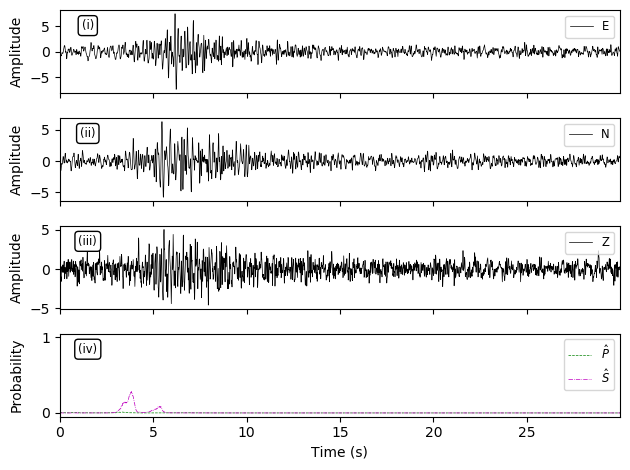 (i)
E
Amplitude
5
0
−5
(ii)
N
Amplitude
5
0
−5
(iii)
Z
Amplitude
5
0
−5
(iv)
P̂
Ŝ
Probability
1
0
0 5 10 15 20 25
Time (s)